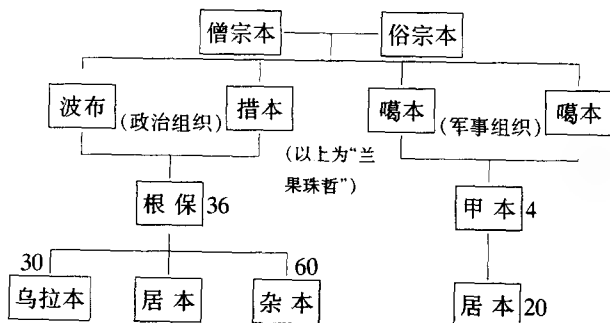 僧宗本 俗宗本
波布 (政治组织) 措本 噶本 (军事组织) 噶本
(以上为“兰
果珠哲”)
根保 36 甲本 4
30 60
乌拉本 居本 杂本 居本 20